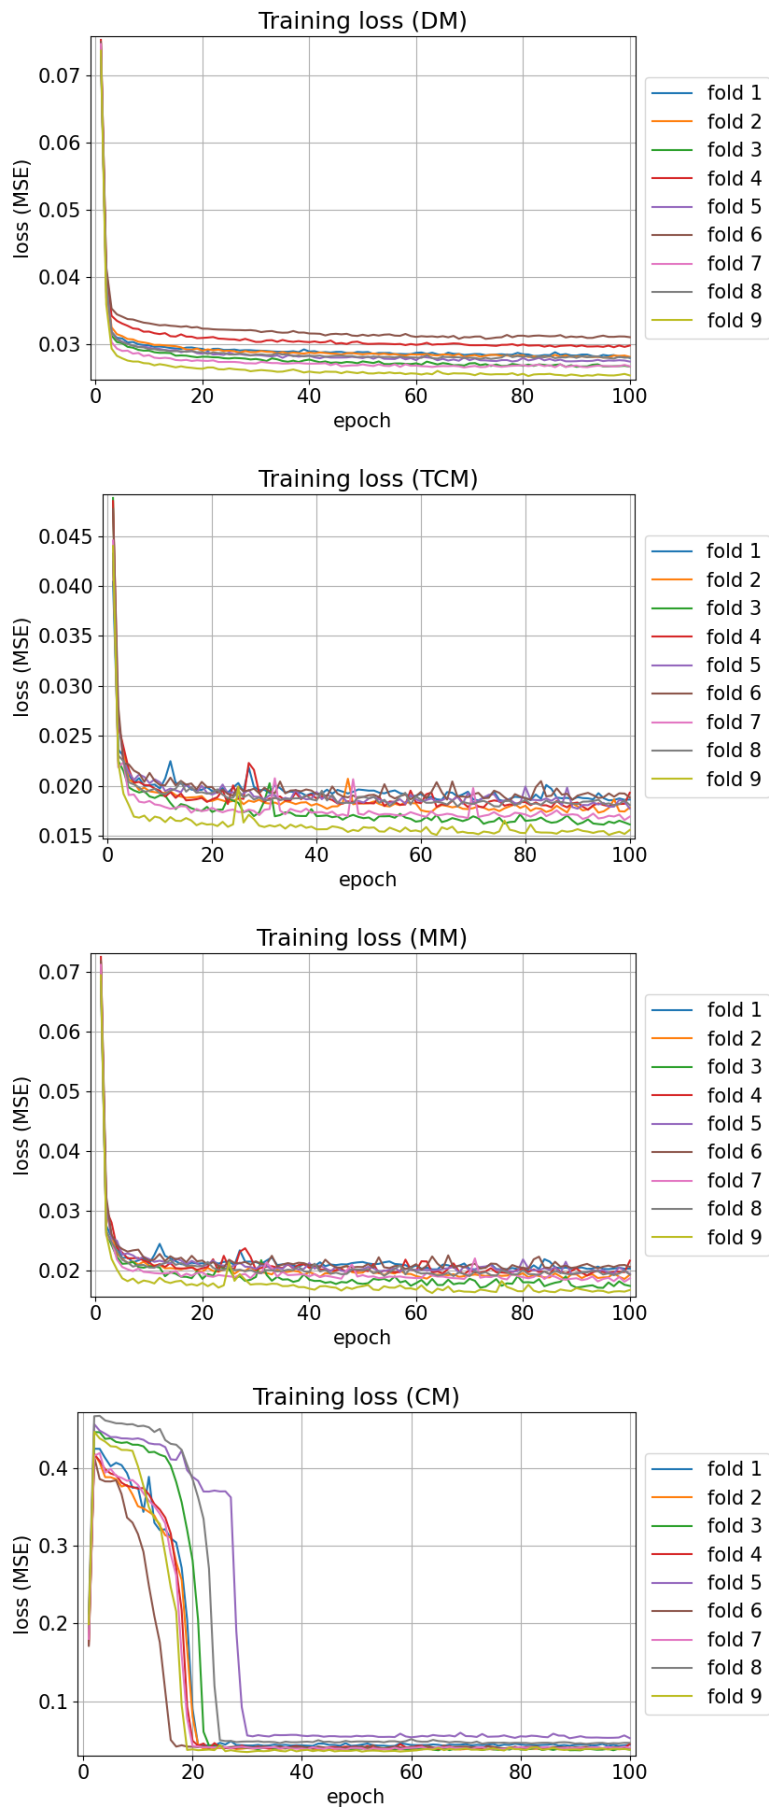 Training loss (DM)
loss (MSE)
0.07
0.06
0.05
0.04
0.03
0 20 40 60 80 100
epoch
fold 1
fold 2
fold 3
fold 4
fold 5
fold 6
fold 7
fold 8
fold 9
Training loss (TCM)
loss (MSE)
0.045
0.040
0.035
0.030
0.025
0.020
0.015
0 20 40 60 80 100
epoch
fold 1
fold 2
fold 3
fold 4
fold 5
fold 6
fold 7
fold 8
fold 9
Training loss (MM)
loss (MSE)
0.07
0.06
0.05
0.04
0.03
0.02
0 20 40 60 80 100
epoch
fold 1
fold 2
fold 3
fold 4
fold 5
fold 6
fold 7
fold 8
fold 9
Training loss (CM)
loss (MSE)
0.4
0.3
0.2
0.1
0 20 40 60 80 100
epoch
fold 1
fold 2
fold 3
fold 4
fold 5
fold 6
fold 7
fold 8
fold 9